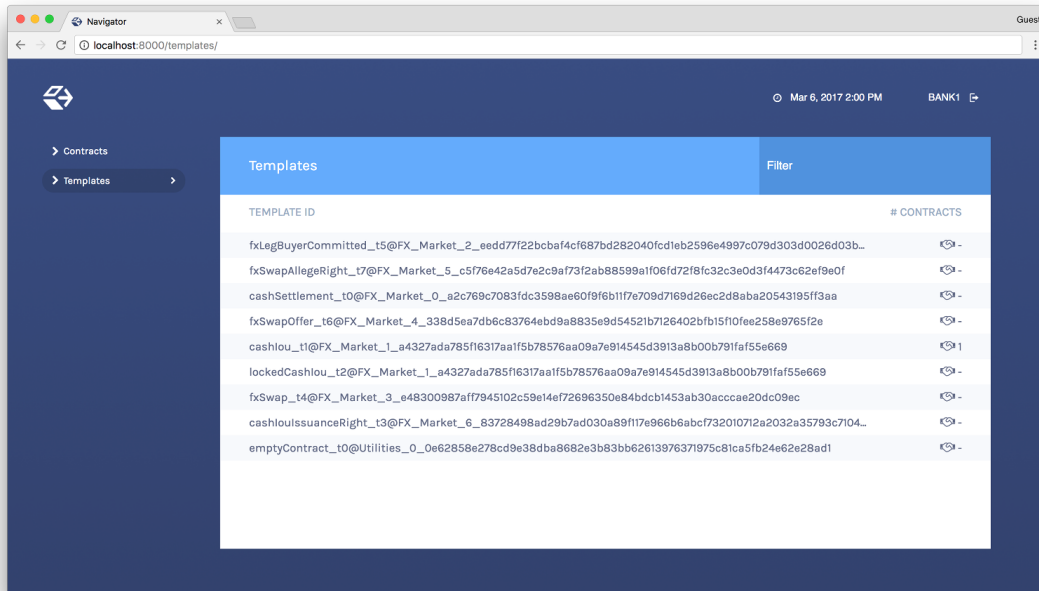 Navigator
Guest
localhost:8000/templates/
Mar 6, 2017 2:00 PM
BANK1
Contracts
Templates
Templates
Filter
TEMPLATE ID
# CONTRACTS
fxLegBuyerCommitted_t5@FX_Market_2_eedd77f22bcbaf4cf687bd282040fcd1eb2596e4997c079d303d0026d03b... -
fxSwapAllegeRight_t7@FX_Market_5_c5f76e42a5d7e2c9af73f2ab88599a1f06fd72f8fc32c3e0d3f4473c62ef9e0f -
cashSettlement_t0@FX_Market_0_a2c769c7083fdc3598ae60f9f6b11f7e709d7169d26ec2d8aba20543195ff3aa -
fxSwapOffer_t6@FX_Market_4_338d5ea7db6c83764ebd9a8835e9d54521b7126402bfb15f10fee258e9765f2e -
cashIou_t1@FX_Market_1_a4327ada785f16317aa1f5b78576aa09a7e914545d3913a8b00b791faf55e669 1
lockedCashIou_t2@FX_Market_1_a4327ada785f16317aa1f5b78576aa09a7e914545d3913a8b00b791faf55e669 -
fxSwap_t4@FX_Market_3_e48300987aff7945102c59e14ef72696350e84bdcb1453ab30acccae20dc09ec -
cashIouIssuanceRight_t3@FX_Market_6_83728498ad29b7ad030a89f117e966b6abcf732010712a2032a35793c7104... -
emptyContract_t0@Utilities_0_0e62858e278cd9e38dba8682e3b83bb62613976371975c81ca5fb24e62e28ad1 -